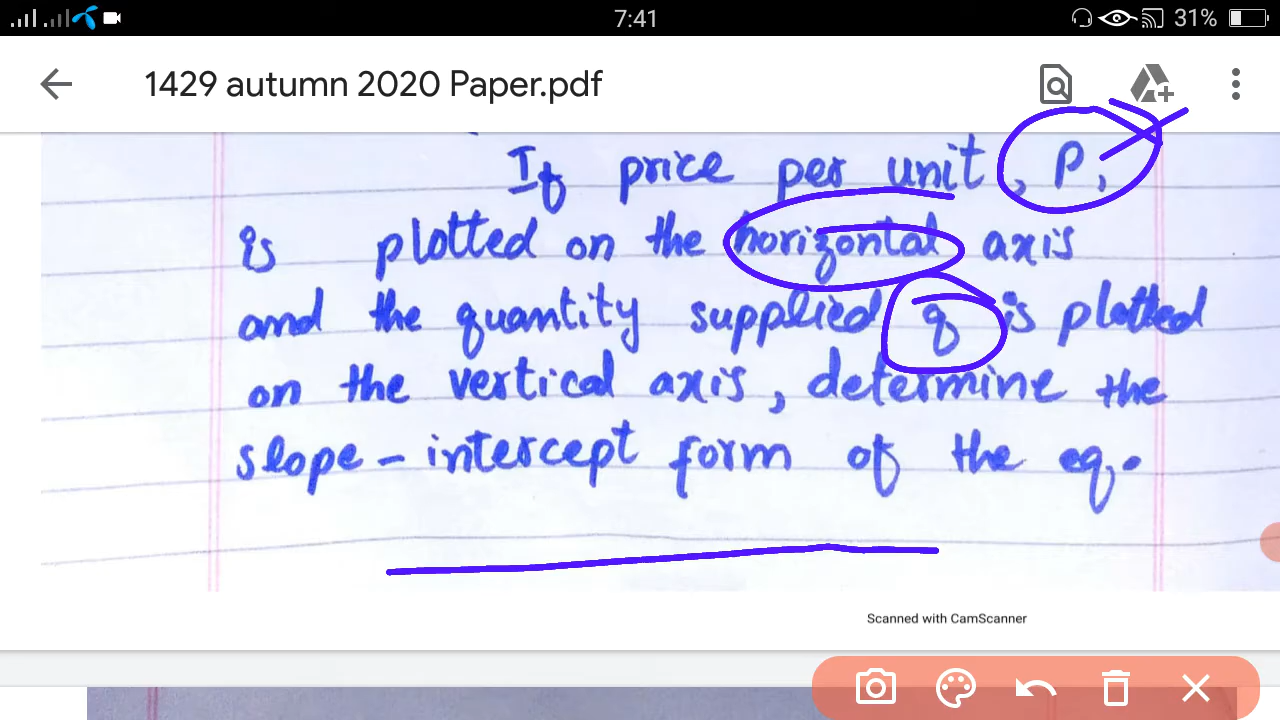 7:41
31%
1429 autumn 2020 Paper.pdf
If price per unit, P,
is plotted on the horizontal axis
and the quantity supplied q is plotted
on the vertical axis, determine the
slope-intercept form of the eq.
Scanned with CamScanner